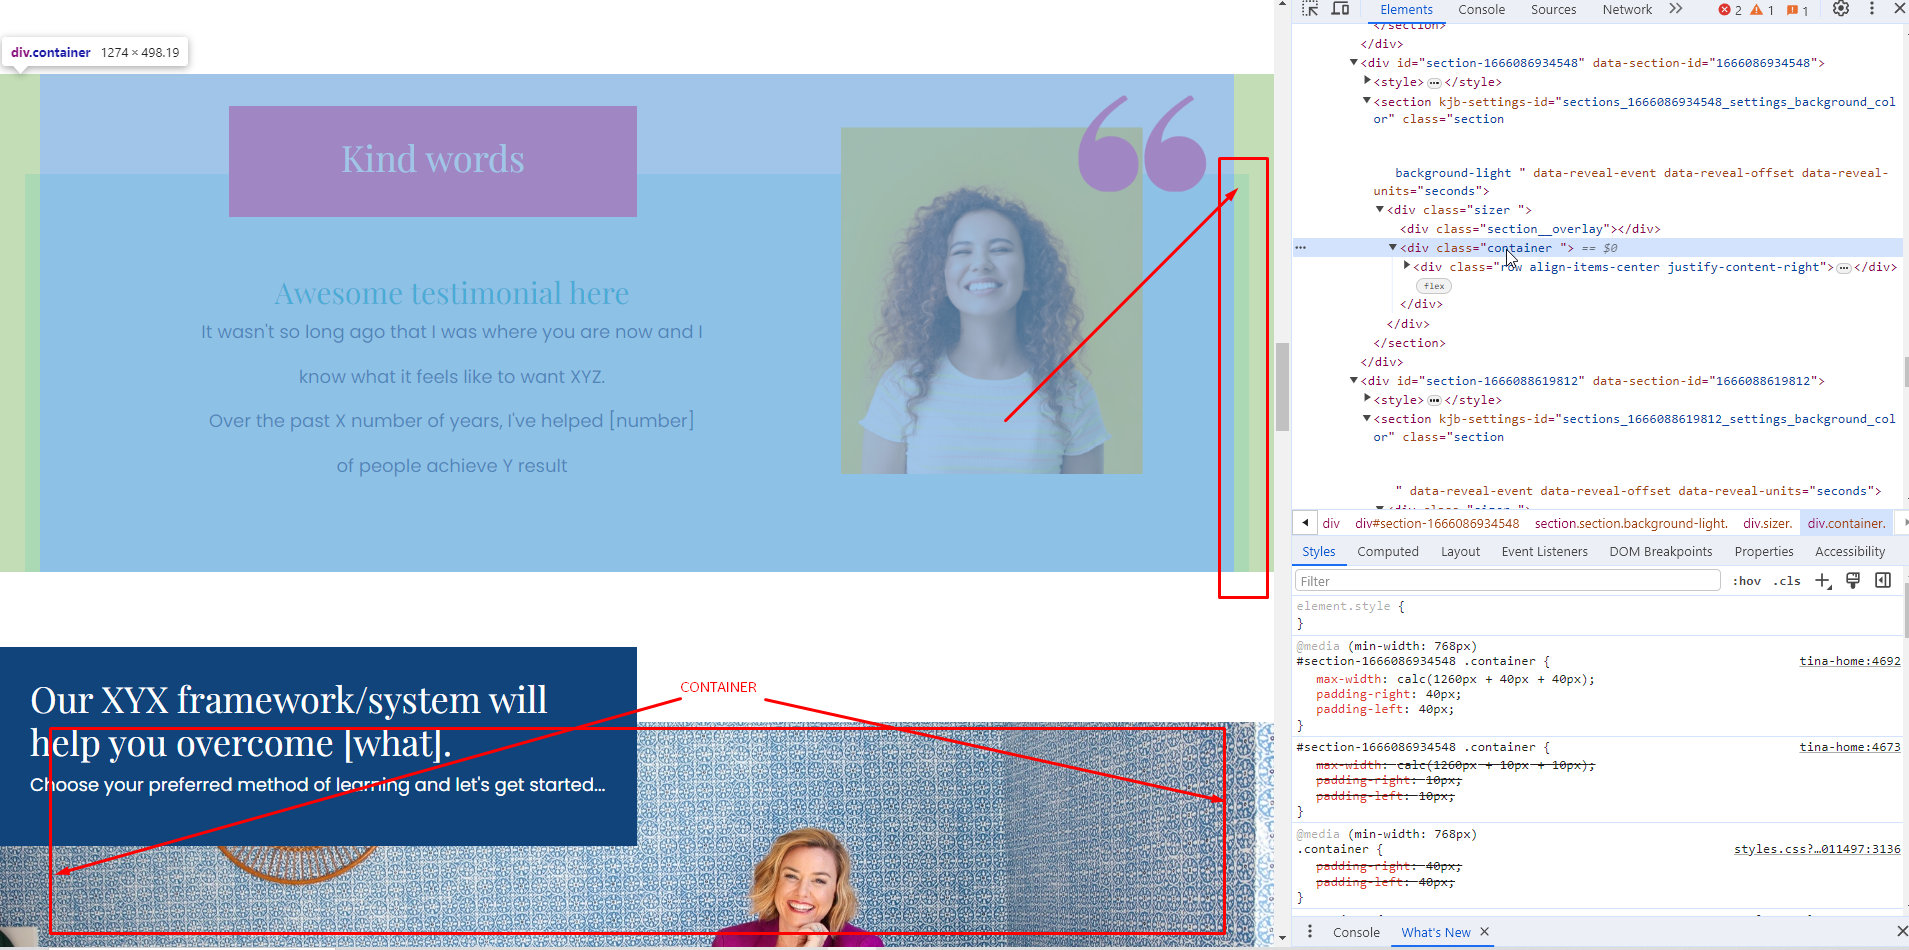 div.container 1274 × 498.19
Kind words
Awesome testimonial here
It wasn't so long ago that I was where you are now and I
know what it feels like to want XYZ.
Over the past X number of years, I've helped [number]
of people achieve Y result
CONTAINER
Our XYX framework/system will
help you overcome [what].
Choose your preferred method of learning and let's get started...
Elements Console Sources Network 2 1 1
</section>
</div>
<div id="section-1666086934548" data-section-id="1666086934548">
<style> ••• </style>
<section kjb-settings-id="sections_1666086934548_settings_background_col
or" class="section
background-light " data-reveal-event data-reveal-offset data-reveal-
units="seconds">
<div class="sizer ">
<div class="section__overlay"></div>
••• <div class="container "> == $0
<div class="row align-items-center justify-content-right"> ••• </div>
flex
</div>
</div>
</section>
</div>
<div id="section-1666088619812" data-section-id="1666088619812">
<style> ••• </style>
<section kjb-settings-id="sections_1666088619812_settings_background_col
or" class="section
" data-reveal-event data-reveal-offset data-reveal-units="seconds">
div div#section-1666086934548 section.section.background-light. div.sizer. div.container.
Styles Computed Layout Event Listeners DOM Breakpoints Properties Accessibility
Filter :hov .cls
element.style {
}
@media (min-width: 768px)
#section-1666086934548 .container { tina-home:4692
max-width: calc(1260px + 40px + 40px);
padding-right: 40px;
padding-left: 40px;
}
#section-1666086934548 .container { tina-home:4673
max-width: calc(1260px + 10px + 10px);
padding-right: 10px;
padding-left: 10px;
}
@media (min-width: 768px)
.container { styles.css?…011497:3136
padding-right: 40px;
padding-left: 40px;
}
Console What's New